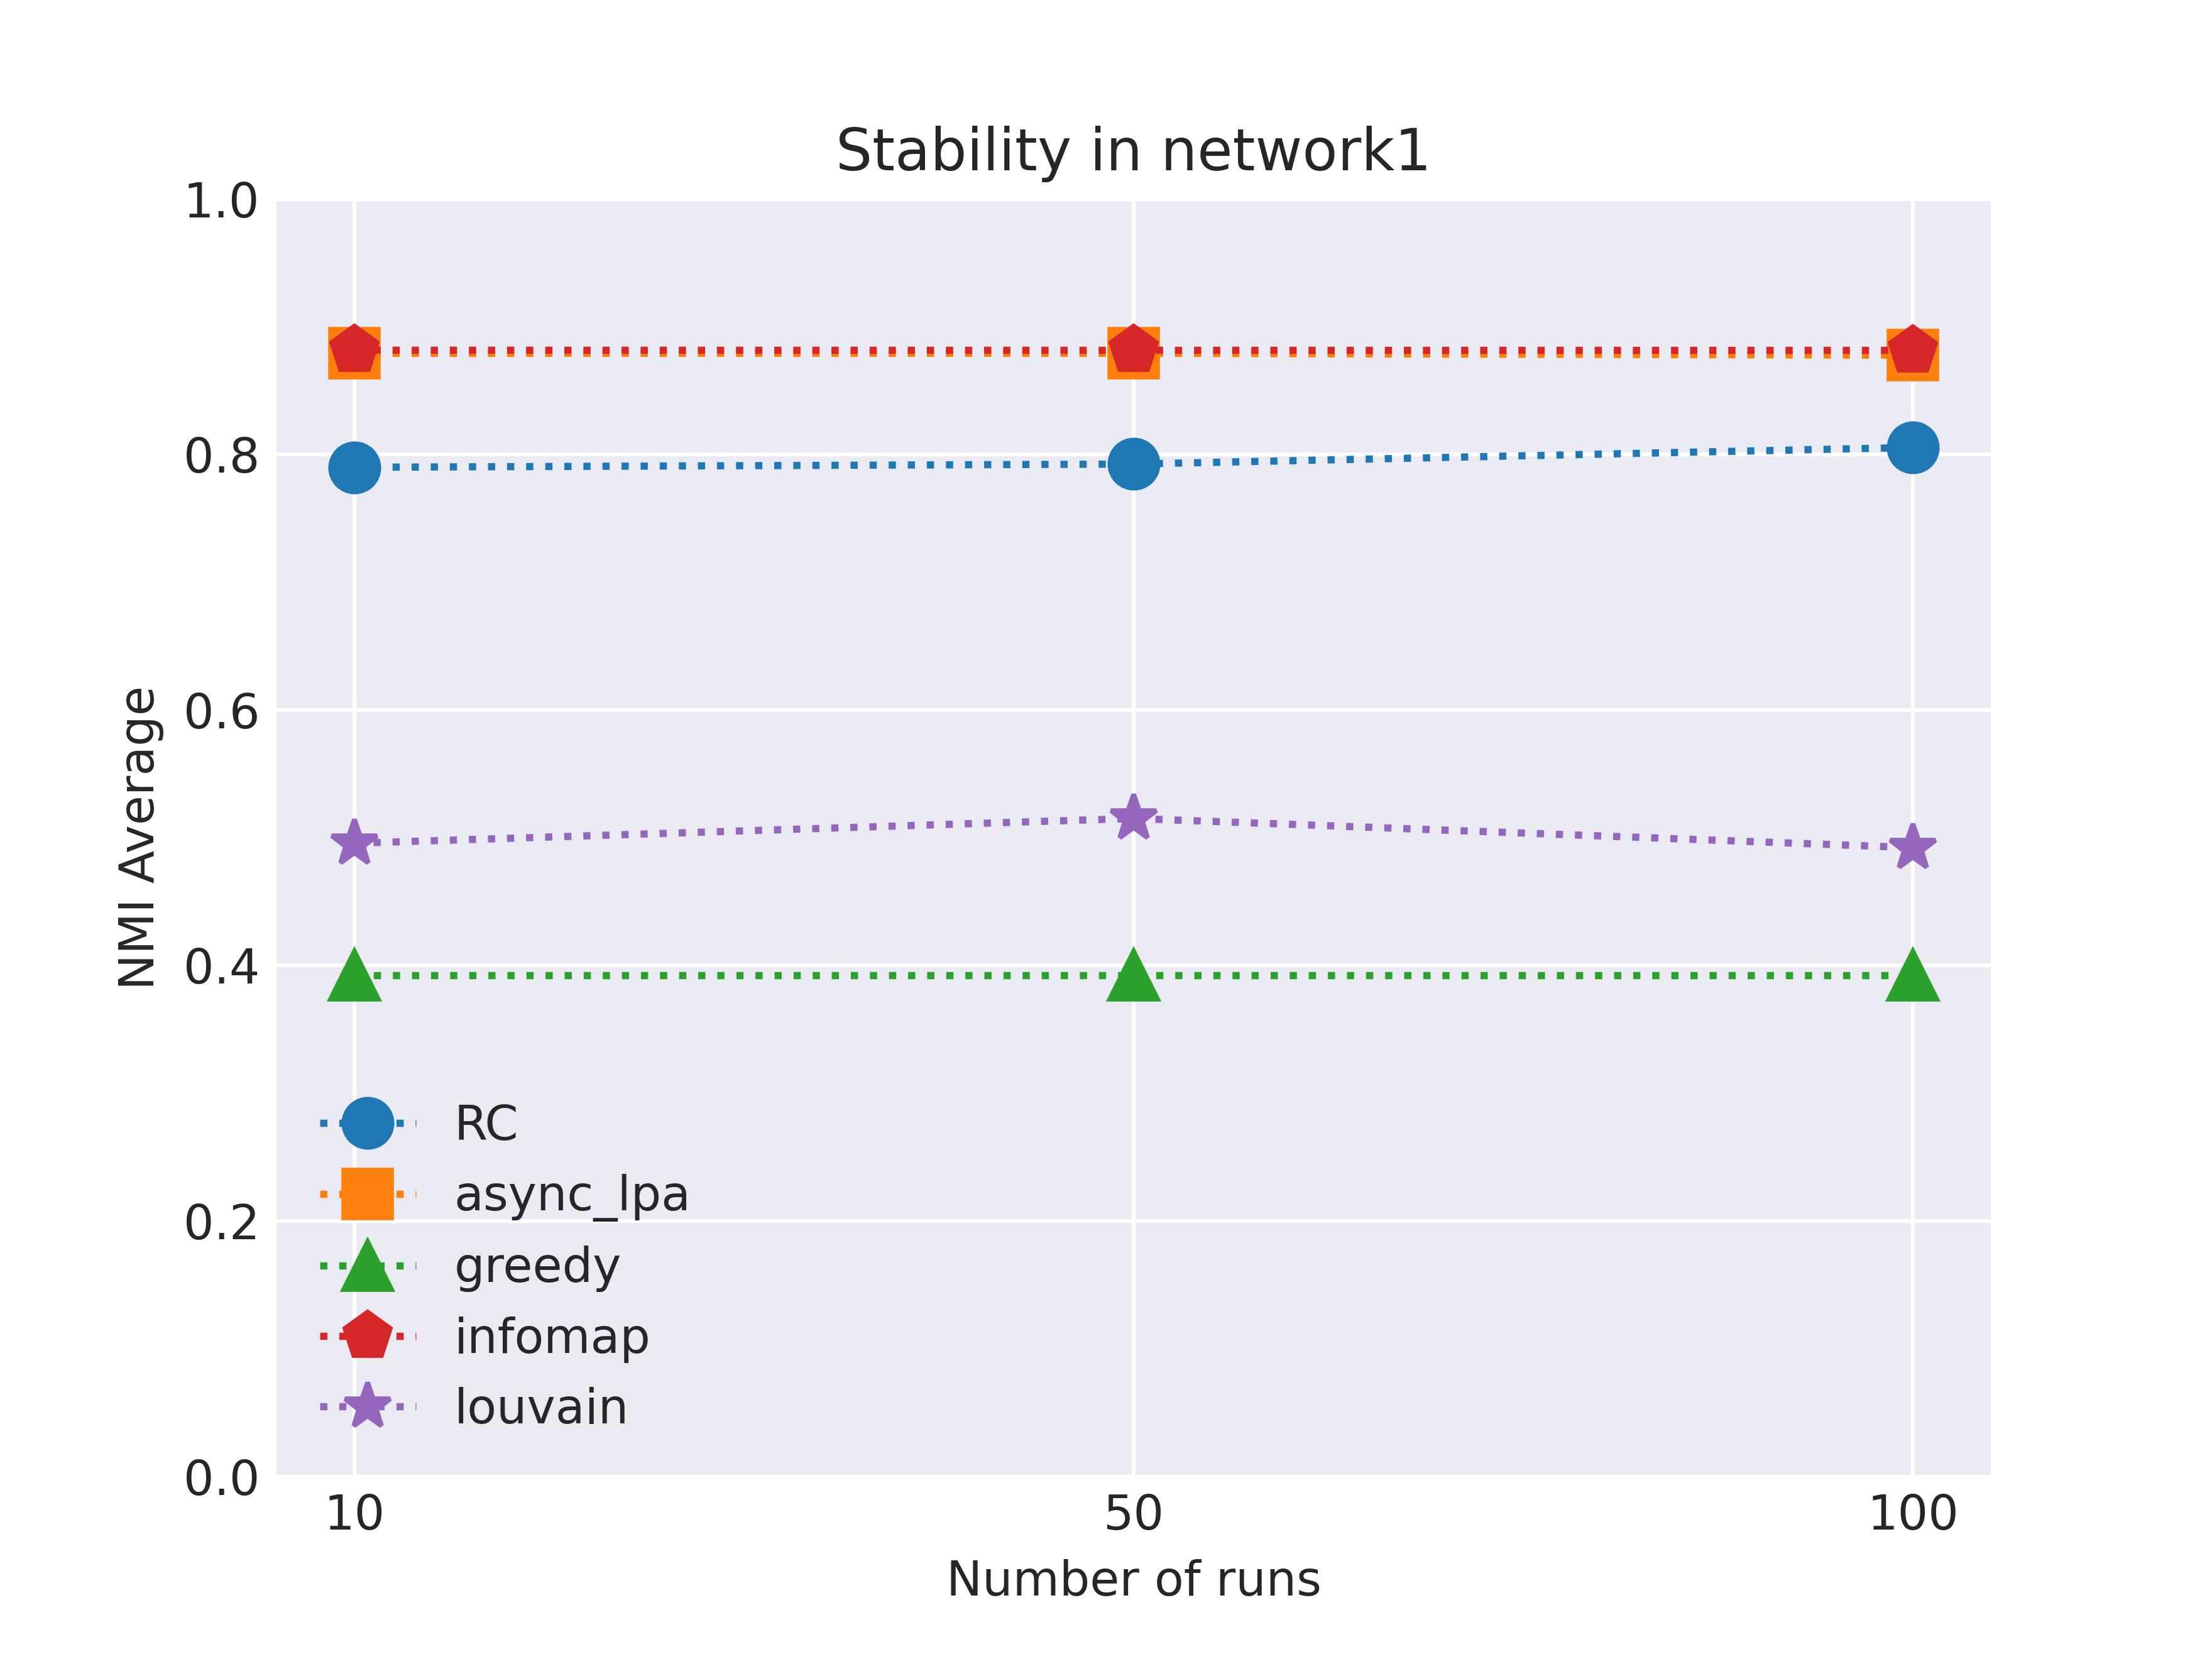 Stability in network1
1.0
0.8
0.6
0.4
0.2
0.0
NMI Average
RC
async_lpa
greedy
infomap
louvain
10 50 100
Number of runs